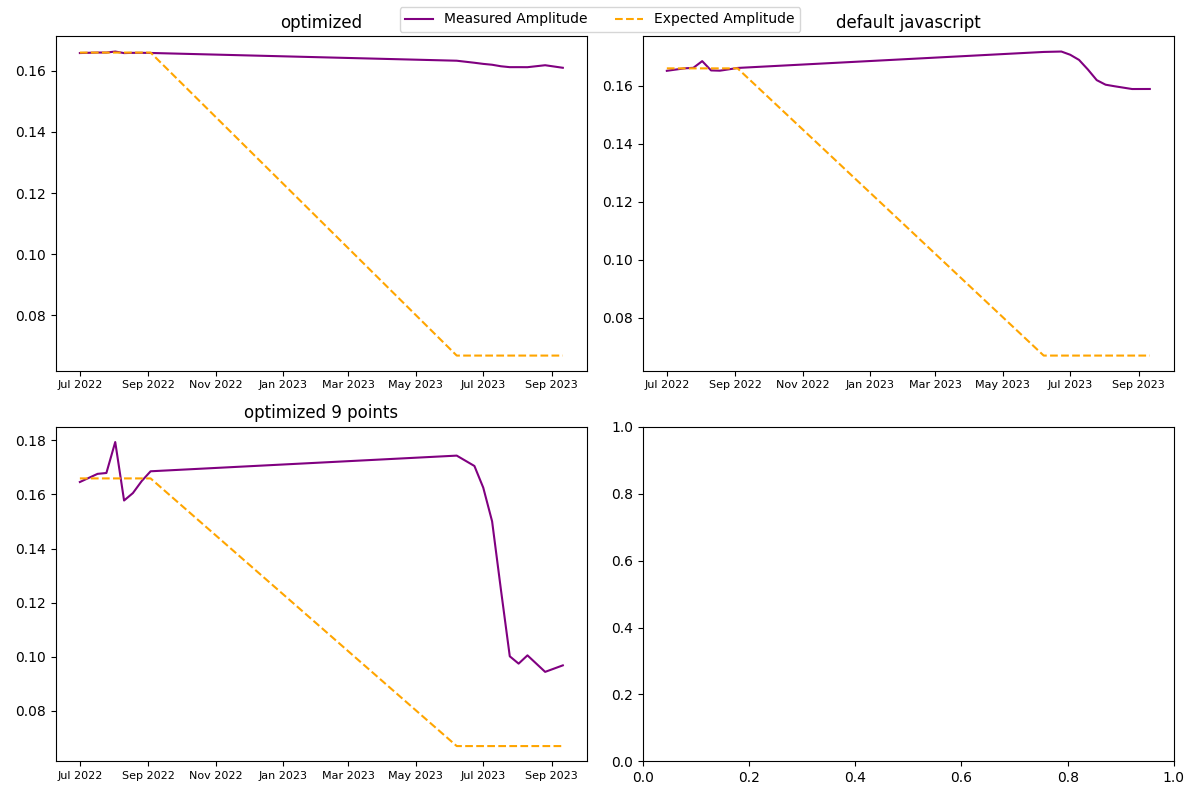 Measured Amplitude Expected Amplitude
optimized
0.16
0.14
0.12
0.10
0.08
Jul 2022 Sep 2022 Nov 2022 Jan 2023 Mar 2023 May 2023 Jul 2023 Sep 2023
default javascript
0.16
0.14
0.12
0.10
0.08
Jul 2022 Sep 2022 Nov 2022 Jan 2023 Mar 2023 May 2023 Jul 2023 Sep 2023
optimized 9 points
0.18
0.16
0.14
0.12
0.10
0.08
Jul 2022 Sep 2022 Nov 2022 Jan 2023 Mar 2023 May 2023 Jul 2023 Sep 2023
1.0
0.8
0.6
0.4
0.2
0.0
0.0 0.2 0.4 0.6 0.8 1.0